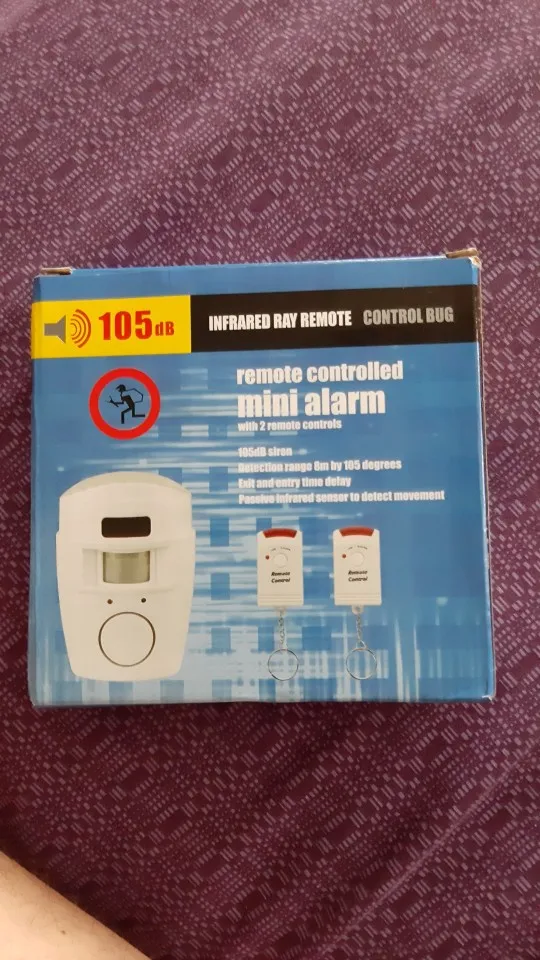 105dB
INFRARED RAY REMOTE CONTROL BUG
remote controlled
mini alarm
with 2 remote controls
105dB siren
Detection range 8m by 105 degrees
Exit and entry time delay
Passive infrared sensor to detect movement
Remote
Control
Remote
Control